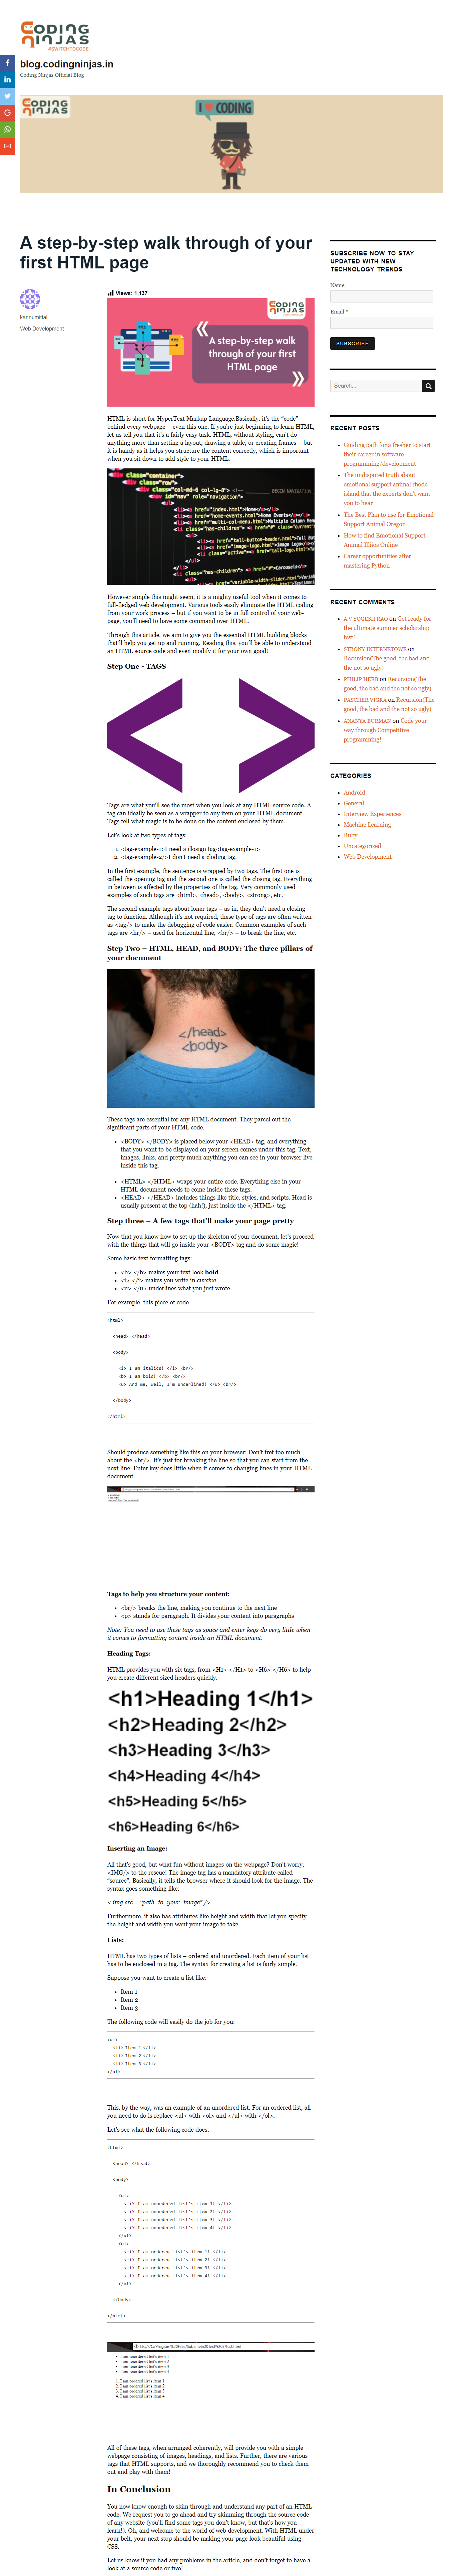 CODING
NINJAS
#SWITCHTOCODE
blog.codingninjas.in
Coding Ninjas Official Blog
CODING
NINJAS
I CODING
A step-by-step walk through of your
first HTML page
kannumittal
Web Development
Views: 1,137
CODING
NINJAS
A step-by-step walk
through of your first
HTML page
HTML is short for HyperText Markup Language.Basically, it's the "code"
behind every webpage – even this one. If you're just beginning to learn HTML,
let us tell you that it's a fairly easy task. HTML, without styling, can't do
anything more than setting a layout, drawing a table, or creating frames – but
it is handy as it helps you structure the content correctly, which is important
when you sit down to style to your HTML.
However simple this might seem, it is a mighty useful tool when it comes to
full-fledged web development. Various tools easily eliminate the HTML coding
from your work process – but if you want to be in full control of your web-
page, you'll need to have some command over HTML.
Through this article, we aim to give you the essential HTML building blocks
that'll help you get up and running. Reading this, you'll be able to understand
an HTML source code and even modify it for your own good!
Step One - TAGS
Tags are what you'll see the most when you look at any HTML source code. A
tag can ideally be seen as a wrapper to any item on your HTML document.
Tags tell what magic is to be done on the content enclosed by them.
Let's look at two types of tags:
1. <tag-example-1>I need a closign tag<tag-example-1>
2. <tag-example-2/>I don't need a cloding tag.
In the first example, the sentence is wrapped by two tags. The first one is
called the opening tag and the second one is called the closing tag. Everything
in between is affected by the properties of the tag. Very commonly used
examples of such tags are <html>, <head>, <body>, <strong>, etc.
The second example tags about loner tags – as in, they don't need a closing
tag to function. Although it's not required, these type of tags are often written
as <tag/> to make the debugging of code easier. Common examples of such
tags are <hr/> – used for horizontal line, <br/> – to break the line, etc.
Step Two – HTML, HEAD, and BODY: The three pillars of
your document
</head>
<body>
These tags are essential for any HTML document. They parcel out the
significant parts of your HTML code.
<BODY> </BODY> is placed below your <HEAD> tag, and everything
that you want to be displayed on your screen comes under this tag. Text,
images, links, and pretty much anything you can see in your browser live
inside this tag.
<HTML> </HTML> wraps your entire code. Everything else in your
HTML document needs to come inside these tags.
<HEAD> </HEAD> includes things like title, styles, and scripts. Head is
usually present at the top (hah!), just inside the </HTML> tag.
Step three – A few tags that'll make your page pretty
Now that you know how to set up the skeleton of your document, let's proceed
with the things that will go inside your <BODY> tag and do some magic!
Some basic text formatting tags:
<b> </b> makes your text look bold
<i> </i> makes you write in cursive
<u> </u> underlines what you just wrote
For example, this piece of code
<html>
<head> </head>
<body>
<i> I am italics! </i> <br/>
<b> I am bold! </b> <br/>
<u> And me, well, I'm underlined! </u> <br/>
</body>
</html>
Should produce something like this on your browser: Don't fret too much
about the <br/>. It's just for breaking the line so that you can start from the
next line. Enter key does little when it comes to changing lines in your HTML
document.
Tags to help you structure your content:
<br/> breaks the line, making you continue to the next line
<p> stands for paragraph. It divides your content into paragraphs
Note: You need to use these tags as space and enter keys do very little when
it comes to formatting content inside an HTML document.
Heading Tags:
HTML provides you with six tags, from <H1> </H1> to <H6> </H6> to help
you create different sized headers quickly.
<h1>Heading 1</h1>
<h2>Heading 2</h2>
<h3>Heading 3</h3>
<h4>Heading 4</h4>
<h5>Heading 5</h5>
<h6>Heading 6</h6>
Inserting an Image:
All that's good, but what fun without images on the webpage? Don't worry,
<IMG/> to the rescue! The image tag has a mandatory attribute called
"source". Basically, it tells the browser where it should look for the image. The
syntax goes something like:
< img src = "path_to_your_image" />
Furthermore, it also has attributes like height and width that let you specify
the height and width you want your image to take.
Lists:
HTML has two types of lists – ordered and unordered. Each item of your list
has to be enclosed in a tag. The syntax for creating a list is fairly simple.
Suppose you want to create a list like:
Item 1
Item 2
Item 3
The following code will easily do the job for you:
<ul>
<li> Item 1 </li>
<li> Item 2 </li>
<li> Item 3 </li>
</ul>
This, by the way, was an example of an unordered list. For an ordered list, all
you need to do is replace <ul> with <ol> and </ul> with </ol>.
Let's see what the following code does:
<html>
<head> </head>
<body>
<ul>
<li> I am unordered list's item 1! </li>
<li> I am unordered list's item 2! </li>
<li> I am unordered list's item 3! </li>
<li> I am unordered list's item 4! </li>
</ul>
<ol>
<li> I am ordered list's item 1! </li>
<li> I am ordered list's item 2! </li>
<li> I am ordered list's item 3! </li>
<li> I am ordered list's item 4! </li>
</ol>
</body>
</html>
I am unordered list's item 1
I am unordered list's item 2
I am unordered list's item 3
I am unordered list's item 4
1. I am ordered list's item 1
2. I am ordered list's item 2
3. I am ordered list's item 3
4. I am ordered list's item 4
All of these tags, when arranged coherently, will provide you with a simple
webpage consisting of images, headings, and lists. Further, there are various
tags that HTML supports, and we thoroughly recommend you to check them
out and play with them!
In Conclusion
You now know enough to skim through and understand any part of an HTML
code. We request you to go ahead and try skimming through the source code
of any website (you'll find some tags you don't know, but that's how you
learn!). Oh, and welcome to the world of web development. With HTML under
your belt, your next stop should be making your page look beautiful using
CSS.
Let us know if you had any problems in the article, and don't forget to have a
look at a source code or two!
SUBSCRIBE NOW TO STAY
UPDATED WITH NEW
TECHNOLOGY TRENDS
Name
Email *
SUBSCRIBE
Search...
RECENT POSTS
Guiding path for a fresher to start
their career in software
programming/development
The undisputed truth about
emotional support animal rhode
island that the experts don't want
you to hear
The Best Plan to use for Emotional
Support Animal Oregon
How to find Emotional Support
Animal Illios Online
Career opportunities after
mastering Python
RECENT COMMENTS
A V YOGESH RAO on Get ready for
the ultimate summer scholarship
test!
STRONY INTERNETOWE on
Recursion(The good, the bad and
the not so ugly)
PHILIP HERB on Recursion(The
good, the bad and the not so ugly)
PASCHER VIGRA on Recursion(The
good, the bad and the not so ugly)
ANANYA BURMAN on Code your
way through Competitive
programming!
CATEGORIES
Android
General
Interview Experiences
Machine Learning
Ruby
Uncategorized
Web Development